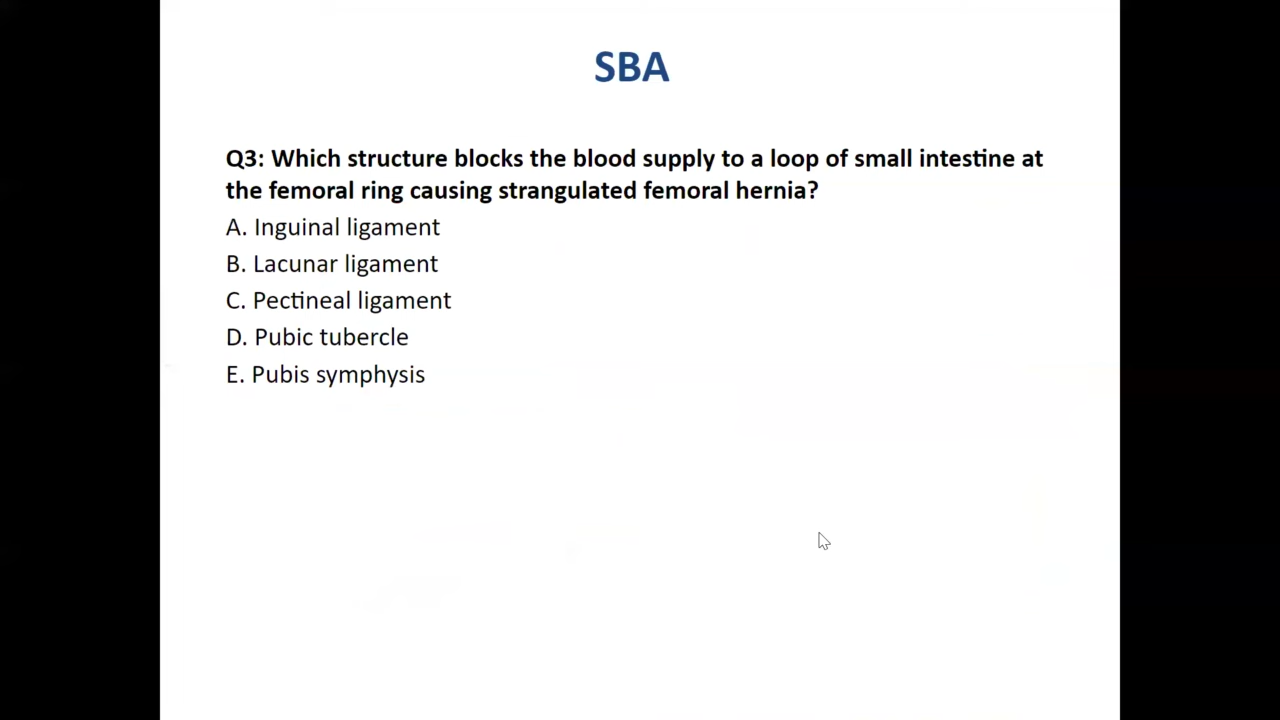 SBA
Q3: Which structure blocks the blood supply to a loop of small intestine at
the femoral ring causing strangulated femoral hernia?
A. Inguinal ligament
B. Lacunar ligament
C. Pectineal ligament
D. Pubic tubercle
E. Pubis symphysis